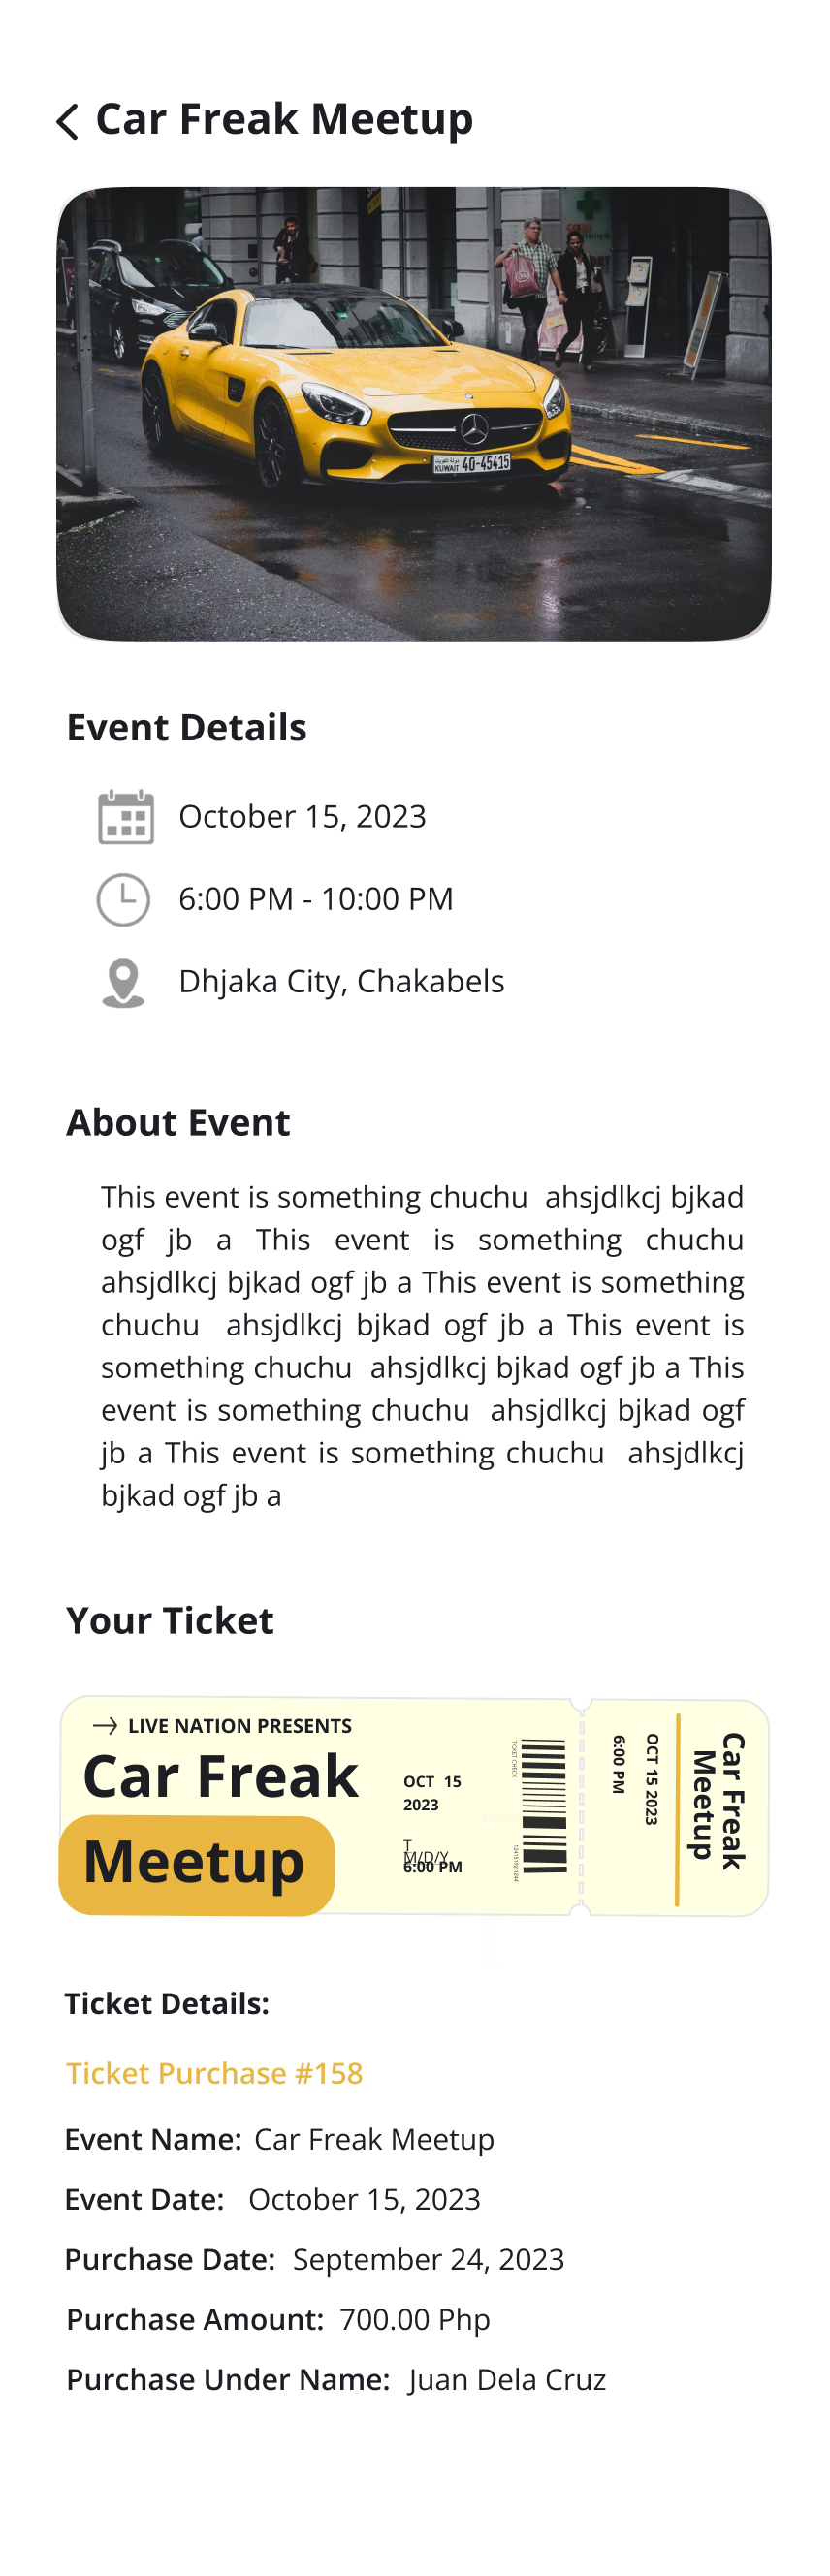 Car Freak Meetup
KUWAIT 40-45415
Event Details
October 15, 2023
6:00 PM - 10:00 PM
Dhjaka City, Chakabels
About Event
This event is something chuchu ahsjdlkcj bjkad
ogf jb a This event is something chuchu
ahsjdlkcj bjkad ogf jb a This event is something
chuchu ahsjdlkcj bjkad ogf jb a This event is
something chuchu ahsjdlkcj bjkad ogf jb a This
event is something chuchu ahsjdlkcj bjkad ogf
jb a This event is something chuchu ahsjdlkcj
bjkad ogf jb a
Your Ticket
LIVE NATION PRESENTS
Car Freak
Meetup
OCT 15
2023
T
M/D/Y
6:00 PM
TICKET CHECK
6:00 PM
OCT 15 2023
Car Freak
Meetup
Ticket Details:
Ticket Purchase #158
Event Name: Car Freak Meetup
Event Date: October 15, 2023
Purchase Date: September 24, 2023
Purchase Amount: 700.00 Php
Purchase Under Name: Juan Dela Cruz